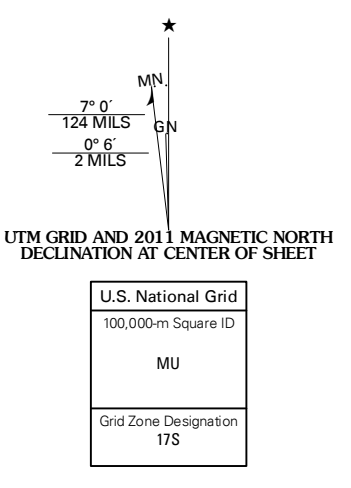 MN.
7° 0´
124 MILS
GN
0° 6´
2 MILS
UTM GRID AND 2011 MAGNETIC NORTH
DECLINATION AT CENTER OF SHEET
U.S. National Grid
100,000-m Square ID
MU
Grid Zone Designation
17S